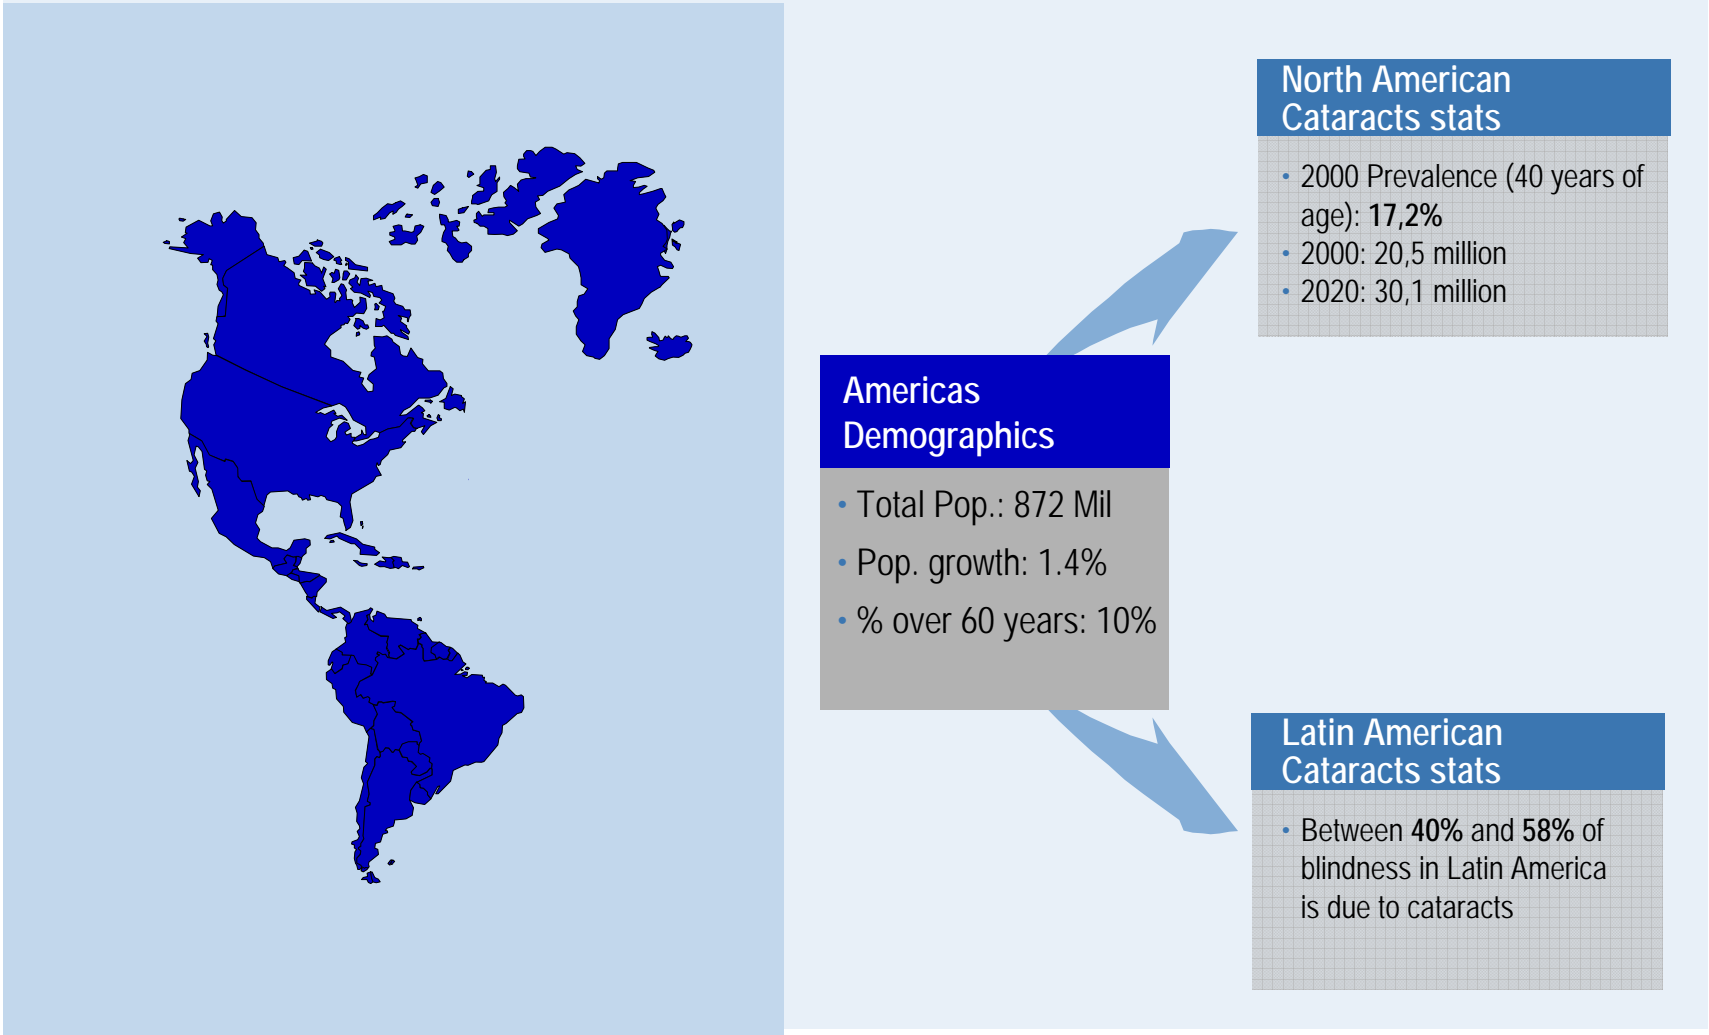 North American
Cataracts stats
• 2000 Prevalence (40 years of
age): 17,2%
• 2000: 20,5 million
• 2020: 30,1 million
Americas
Demographics
• Total Pop.: 872 Mil
• Pop. growth: 1.4%
• % over 60 years: 10%
Latin American
Cataracts stats
• Between 40% and 58% of
blindness in Latin America
is due to cataracts